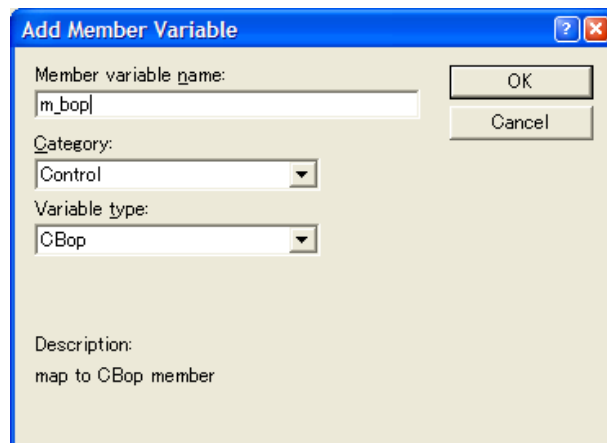 Add Member Variable
Member variable name:
m_bop
OK
Cancel
Category:
Control
Variable type:
CBop
Description:
map to CBop member